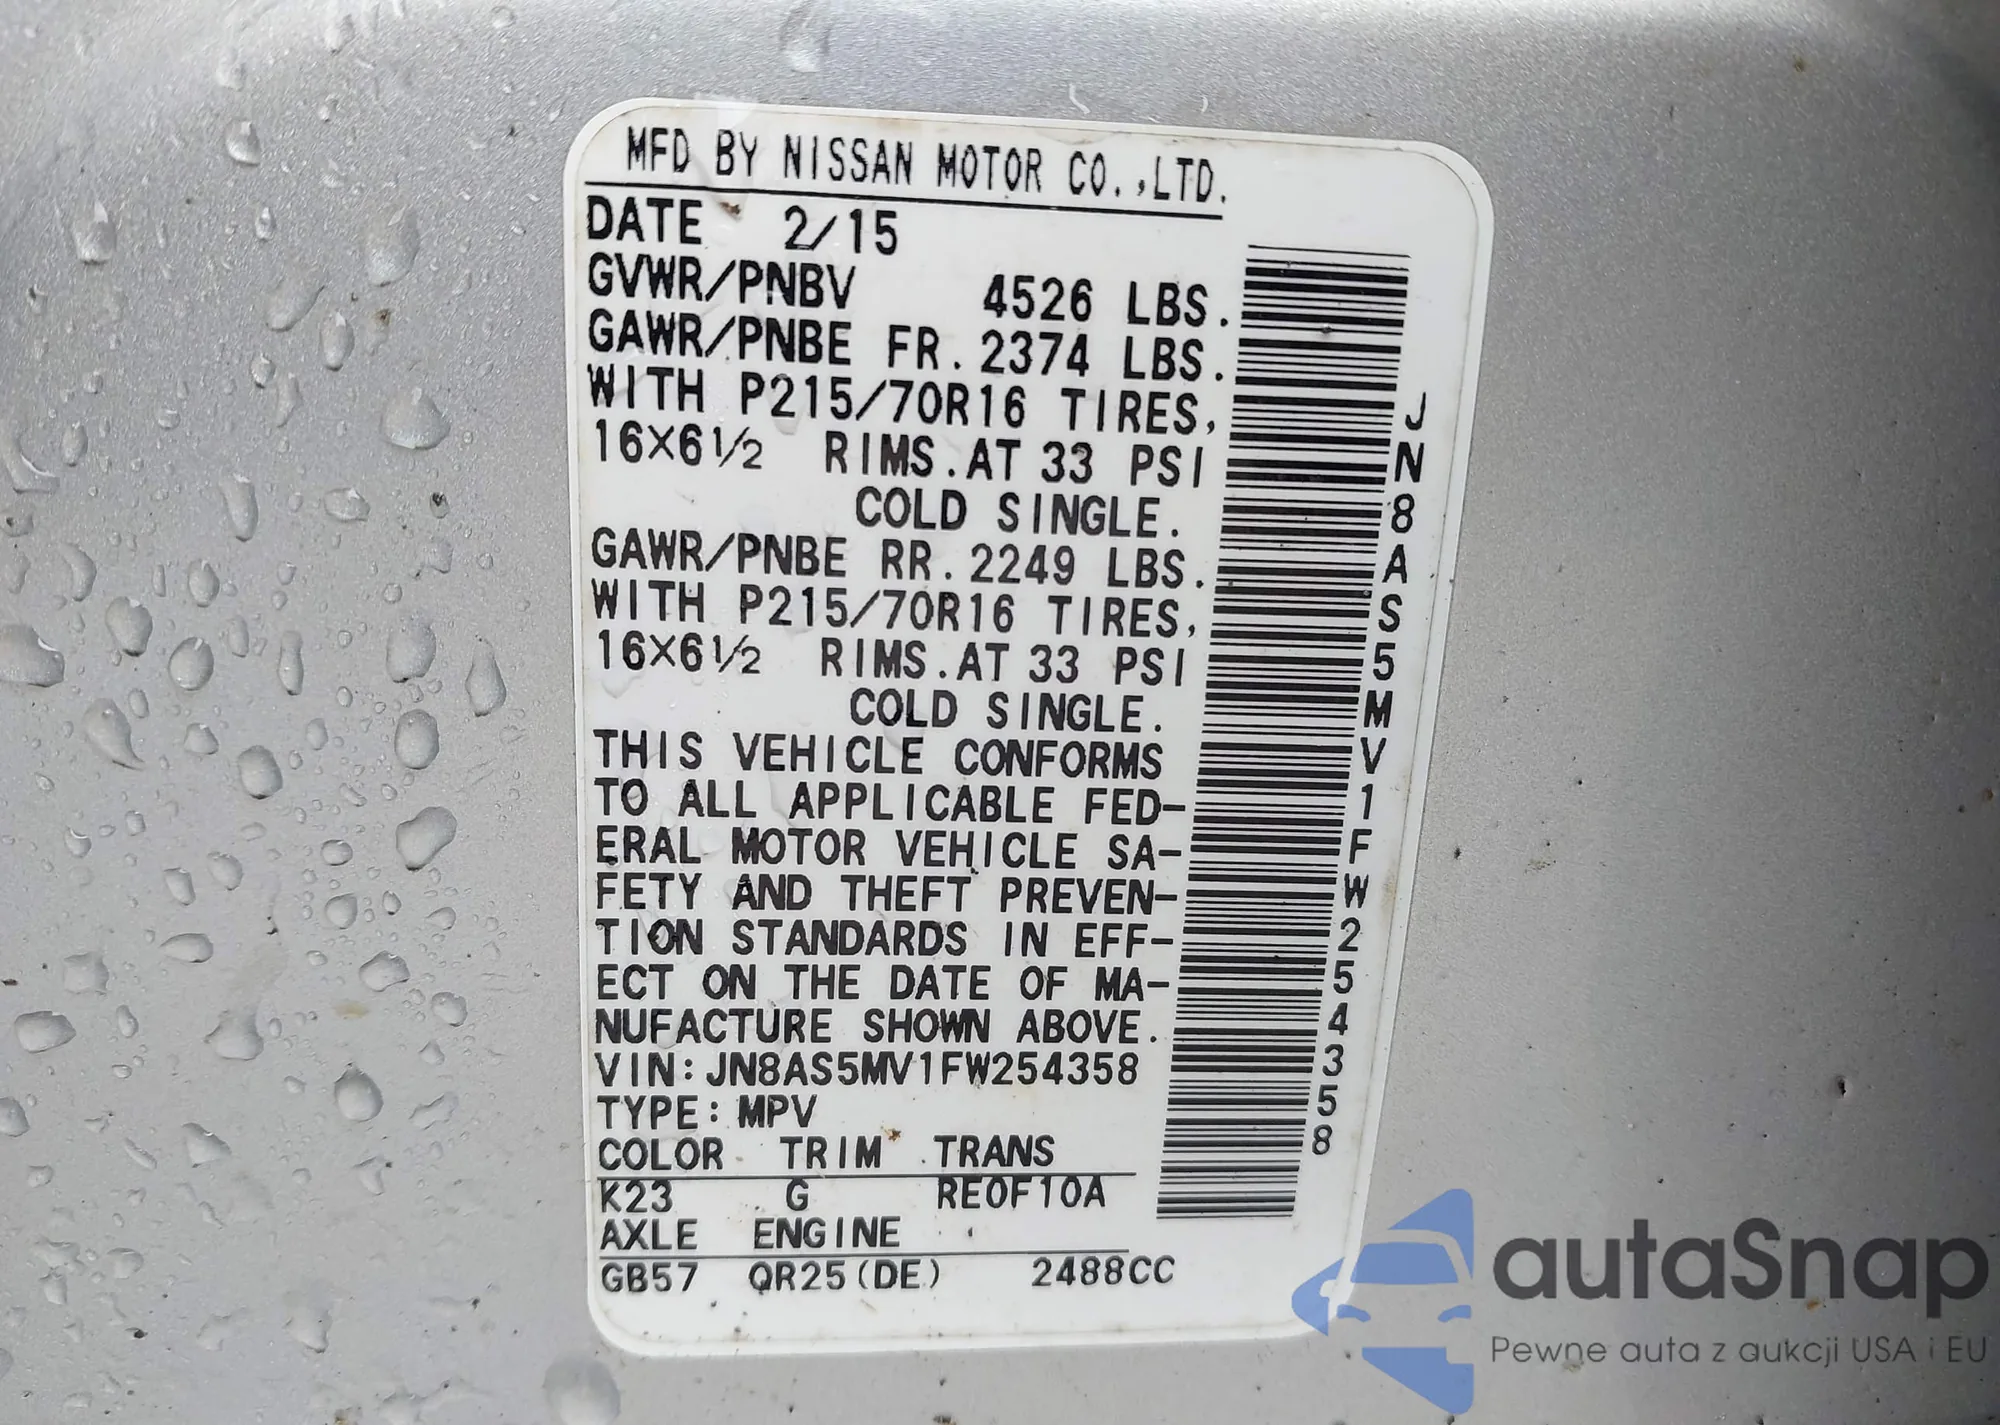 MFD BY NISSAN MOTOR CO.,LTD.
DATE 2/15
GVWR/PNBV 4526 LBS.
GAWR/PNBE FR. 2374 LBS.
WITH P215/70R16 TIRES,
16X6 1/2 RIMS.AT 33 PSI
COLD SINGLE.
GAWR/PNBE RR. 2249 LBS.
WITH P215/70R16 TIRES,
16X6 1/2 RIMS.AT 33 PSI
COLD SINGLE.
THIS VEHICLE CONFORMS
TO ALL APPLICABLE FED-
ERAL MOTOR VEHICLE SA-
FETY AND THEFT PREVEN-
TION STANDARDS IN EFF-
ECT ON THE DATE OF MA-
NUFACTURE SHOWN ABOVE.
VIN:JN8AS5MV1FW254358
TYPE:MPV
COLOR TRIM TRANS
K23 G RE0F10A
AXLE ENGINE
GB57 QR25(DE) 2488CC
JN8AS5MV1FW254358
autaSnap
Pewne auta z aukcji USA i EU